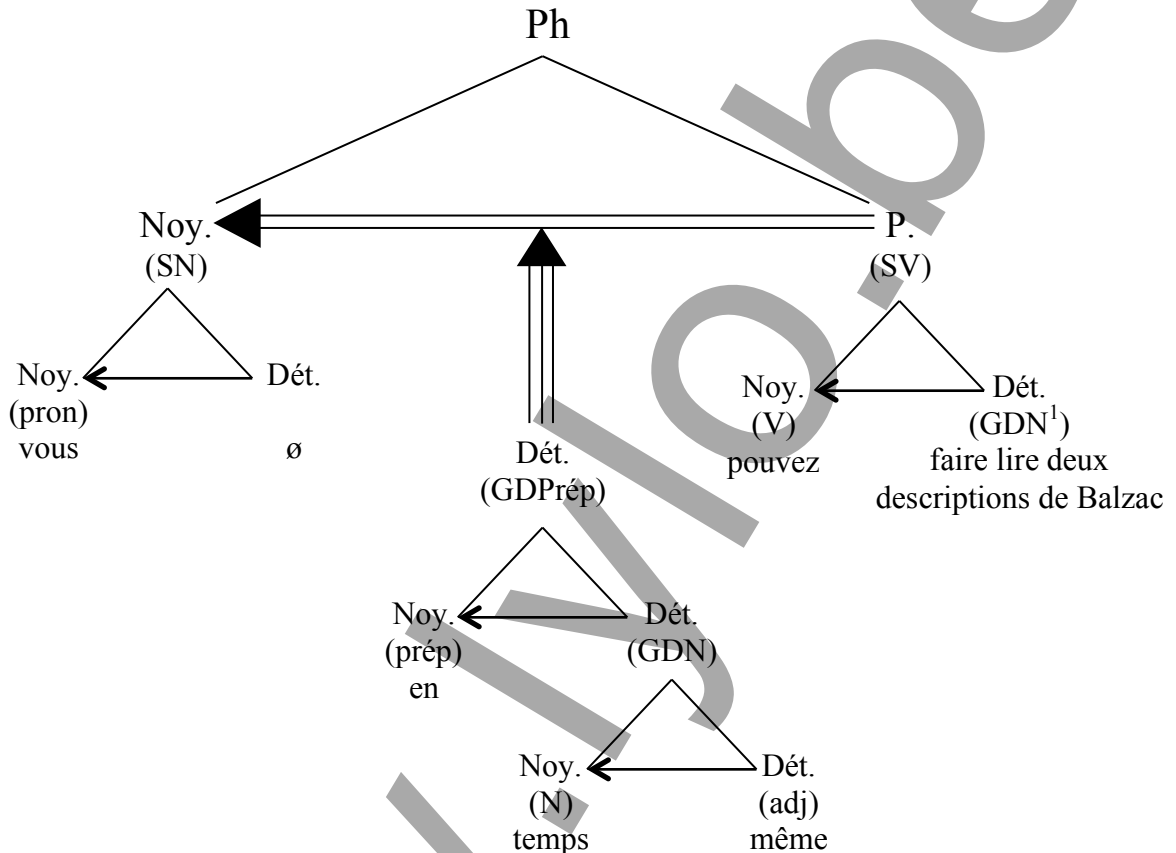 Ph
Noy.
(SN)
P.
(SV)
Noy.
(pron)
vous
Dét.
ø
Dét.
(GDPrép)
Noy.
(V)
pouvez
Dét.
(GDN¹)
faire lire deux
descriptions de Balzac
Noy.
(prép)
en
Dét.
(GDN)
Noy.
(N)
temps
Dét.
(adj)
même